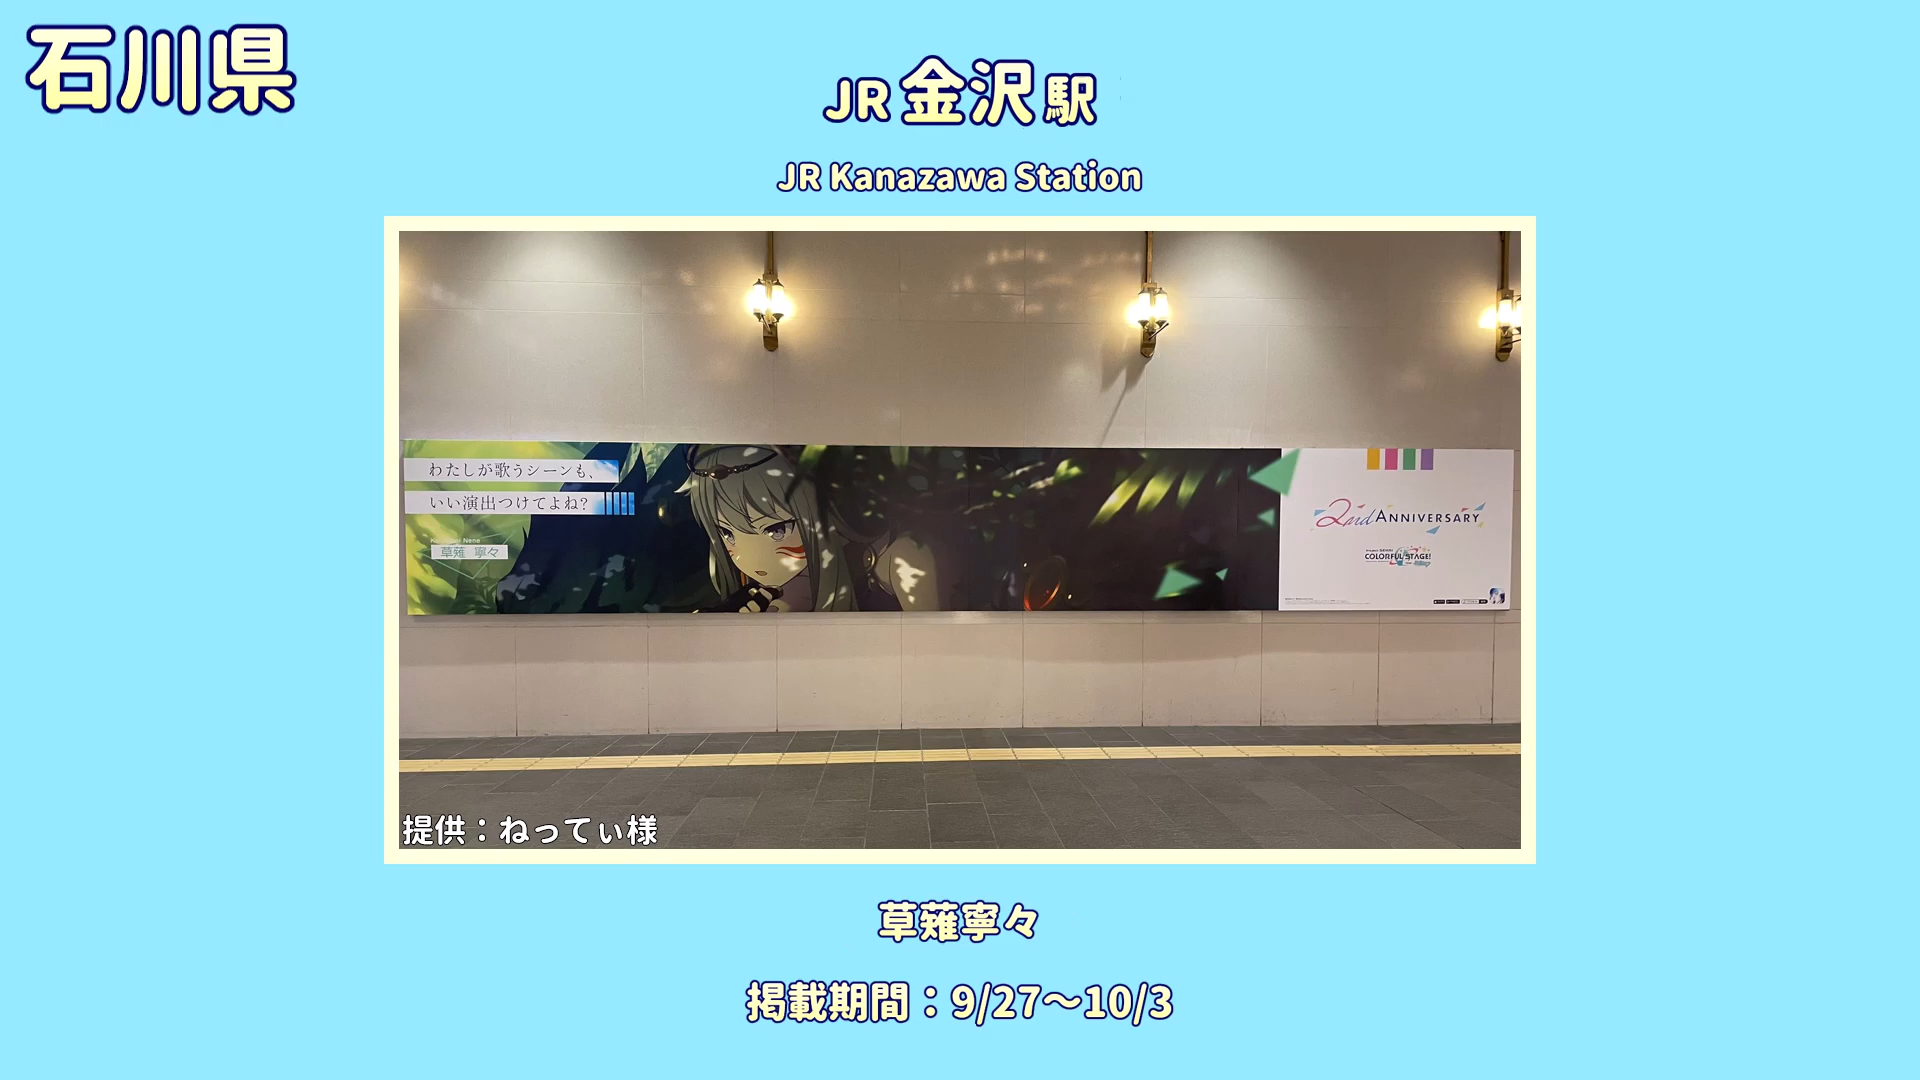 石川県
JR金沢駅
JR Kanazawa Station
わたしが歌うシーンも、
いい演出つけてよね?
Nene
草薙 寧々
2nd ANNIVERSARY
COLORFUL STAGE!
提供：ねってぃ様
草薙寧々
掲載期間：9/27～10/3